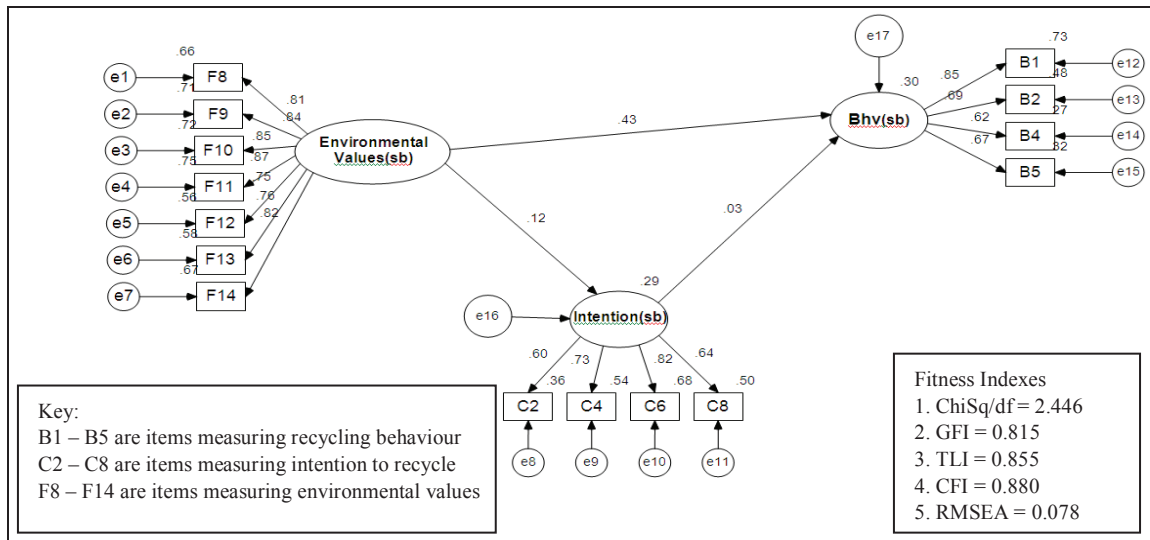 .66
e1 F8
.71
.81
e2 F9
.72
.84
e3 F10
.85
.75
.87
e4 F11
.56
.75
e5 F12
.76
.58
.82
e6 F13
.67
e7 F14
Environmental
Values(sb)
.43
.12
.03
e17
.30
Bhv(sb)
.73
.85
B1 e12
.48
.69
B2 e13
.27
.62
B4 e14
.32
.67
B5 e15
.29
e16
Intention(sb)
.60 .73 .82 .64
.36 .54 .68 .50
C2 C4 C6 C8
e8 e9 e10 e11
Key:
B1 – B5 are items measuring recycling behaviour
C2 – C8 are items measuring intention to recycle
F8 – F14 are items measuring environmental values
Fitness Indexes
1. ChiSq/df = 2.446
2. GFI = 0.815
3. TLI = 0.855
4. CFI = 0.880
5. RMSEA = 0.078